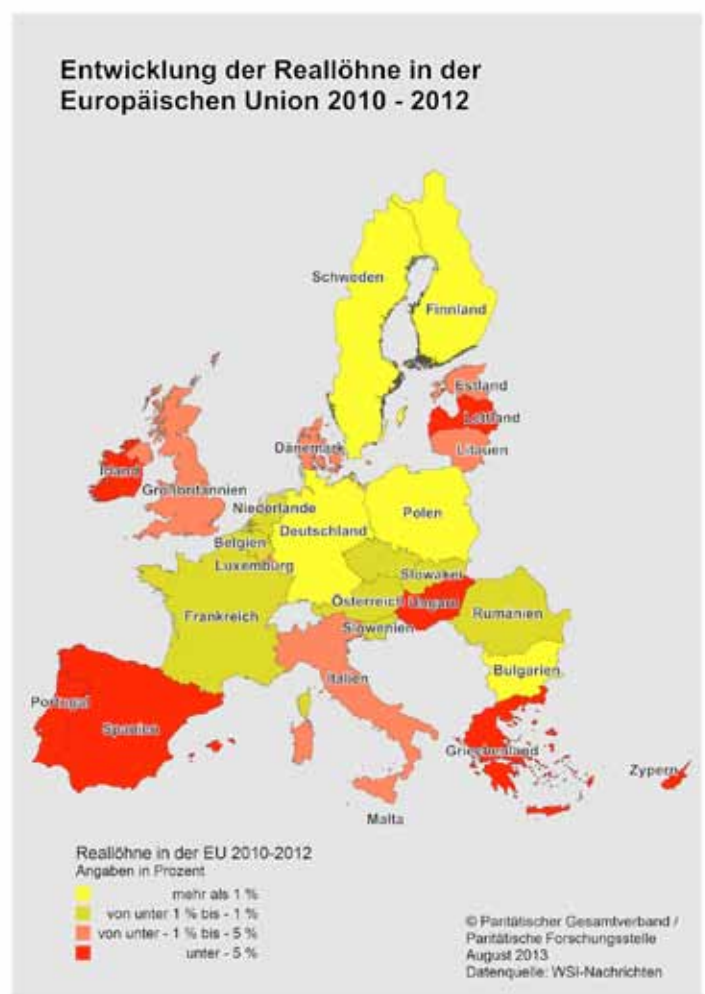 Entwicklung der Reallöhne in der
Europäischen Union 2010 - 2012
Schweden
Finnland
Estland
Lettland
Litauen
Dänemark
Irland
Großbritannien
Niederlande
Polen
Deutschland
Belgien
Luxemburg
Slowakei
Österreich
Ungarn
Frankreich
Rumänien
Slowenien
Bulgarien
Italien
Portugal
Spanien
Griechenland
Zypern
Malta
Reallöhne in der EU 2010-2012
Angaben in Prozent
mehr als 1 %
von unter 1 % bis - 1 %
von unter - 1 % bis - 5 %
unter - 5 %
© Paritätischer Gesamtverband /
Paritätische Forschungsstelle
August 2013
Datenquelle: WSI-Nachrichten